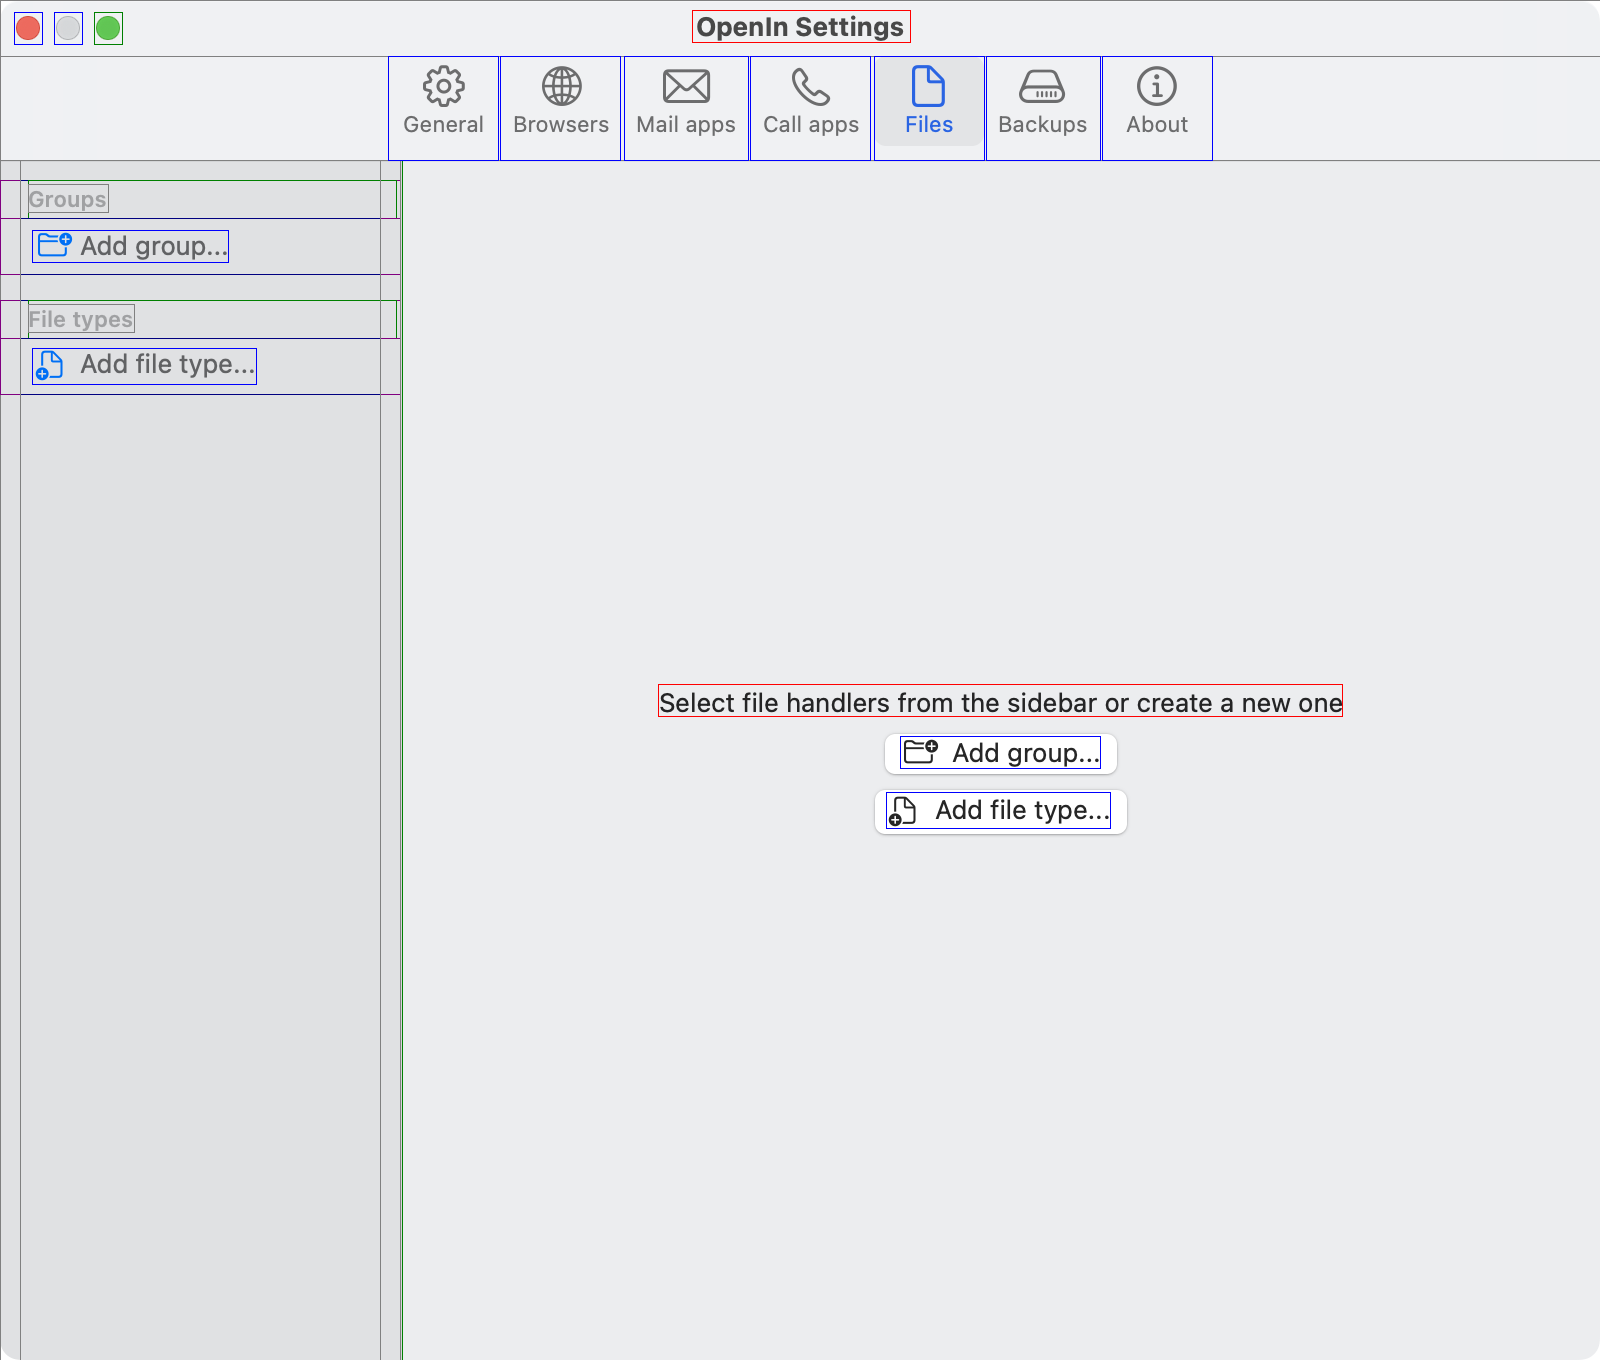 OpenIn Settings
General
Browsers
Mail apps
Call apps
Files
Backups
About
Groups
Add group...
File types
Add file type...
Select file handlers from the sidebar or create a new one
Add group...
Add file type...